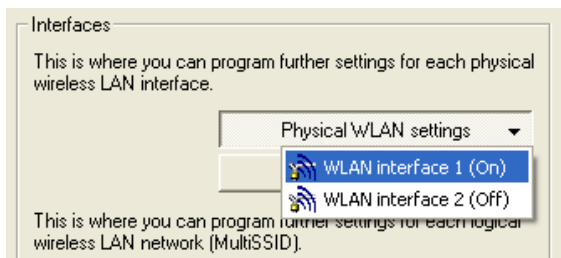 Interfaces
This is where you can program further settings for each physical
wireless LAN interface.
Physical WLAN settings
WLAN interface 1 (On)
WLAN interface 2 (Off)
This is where you can program further settings for each logical
wireless LAN network (MultiSSID).